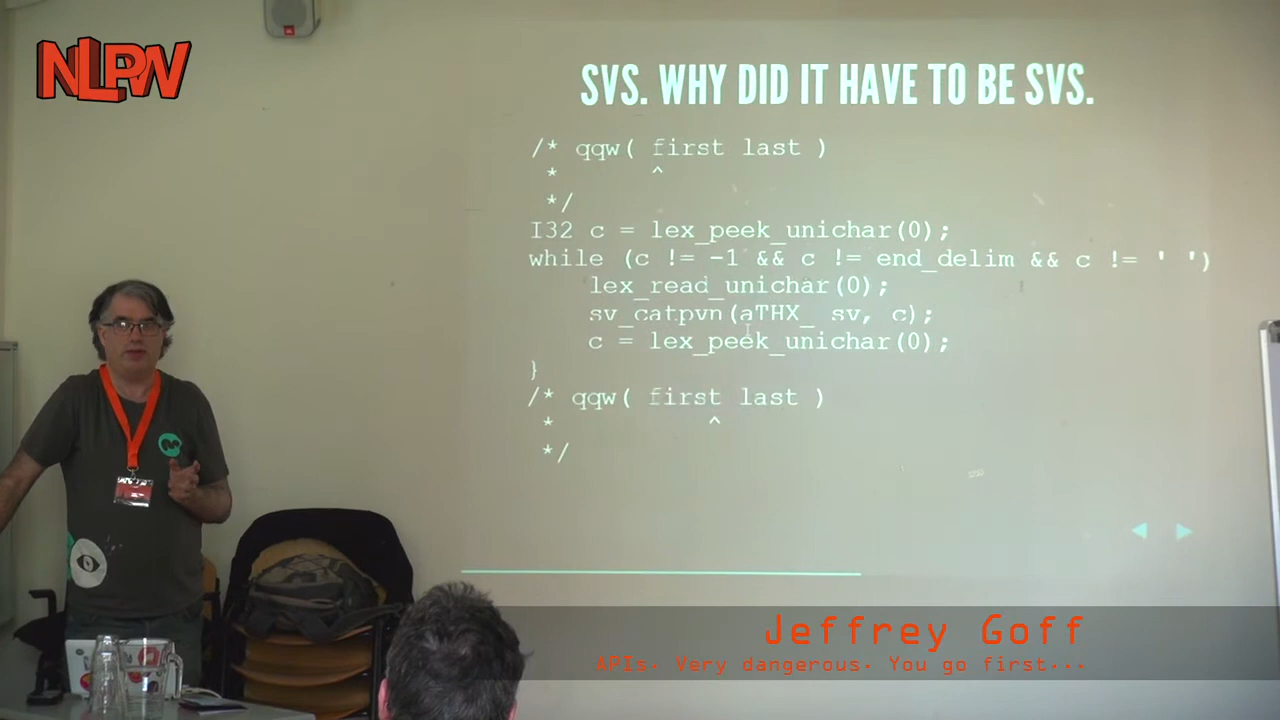 NLPW
SVS. WHY DID IT HAVE TO BE SVS.
/* qqw( first last )
*      ^
*/
I32 c = lex_peek_unichar(0);
while (c != -1 && c != end_delim && c != ' ')
lex_read_unichar(0);
sv_catpvn(aTHX_ sv, c);
c = lex_peek_unichar(0);
}
/* qqw( first last )
*           ^
*/
Jeffrey Goff
APIs. Very dangerous. You go first...